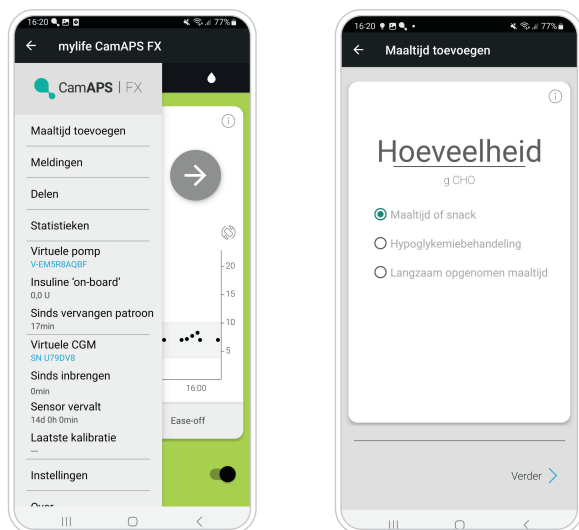 16:20
77%
mylife CamAPS FX
CamAPS | FX
Maaltijd toevoegen
Meldingen
Delen
Statistieken
Virtuele pomp
V-EM5R8AQBF
Insuline ‘on-board’
0,0 U
Sinds vervangen patroon
17min
Virtuele CGM
SN U79DV8
Sinds inbrengen
0min
Sensor vervalt
14d 0h 0min
Laatste kalibratie
---
Instellingen
Over
20
15
10
5
16:00
Ease-off
16:20
77%
Maaltijd toevoegen
Hoeveelheid
g CHO
Maaltijd of snack
Hypoglykemiebehandeling
Langzaam opgenomen maaltijd
Verder